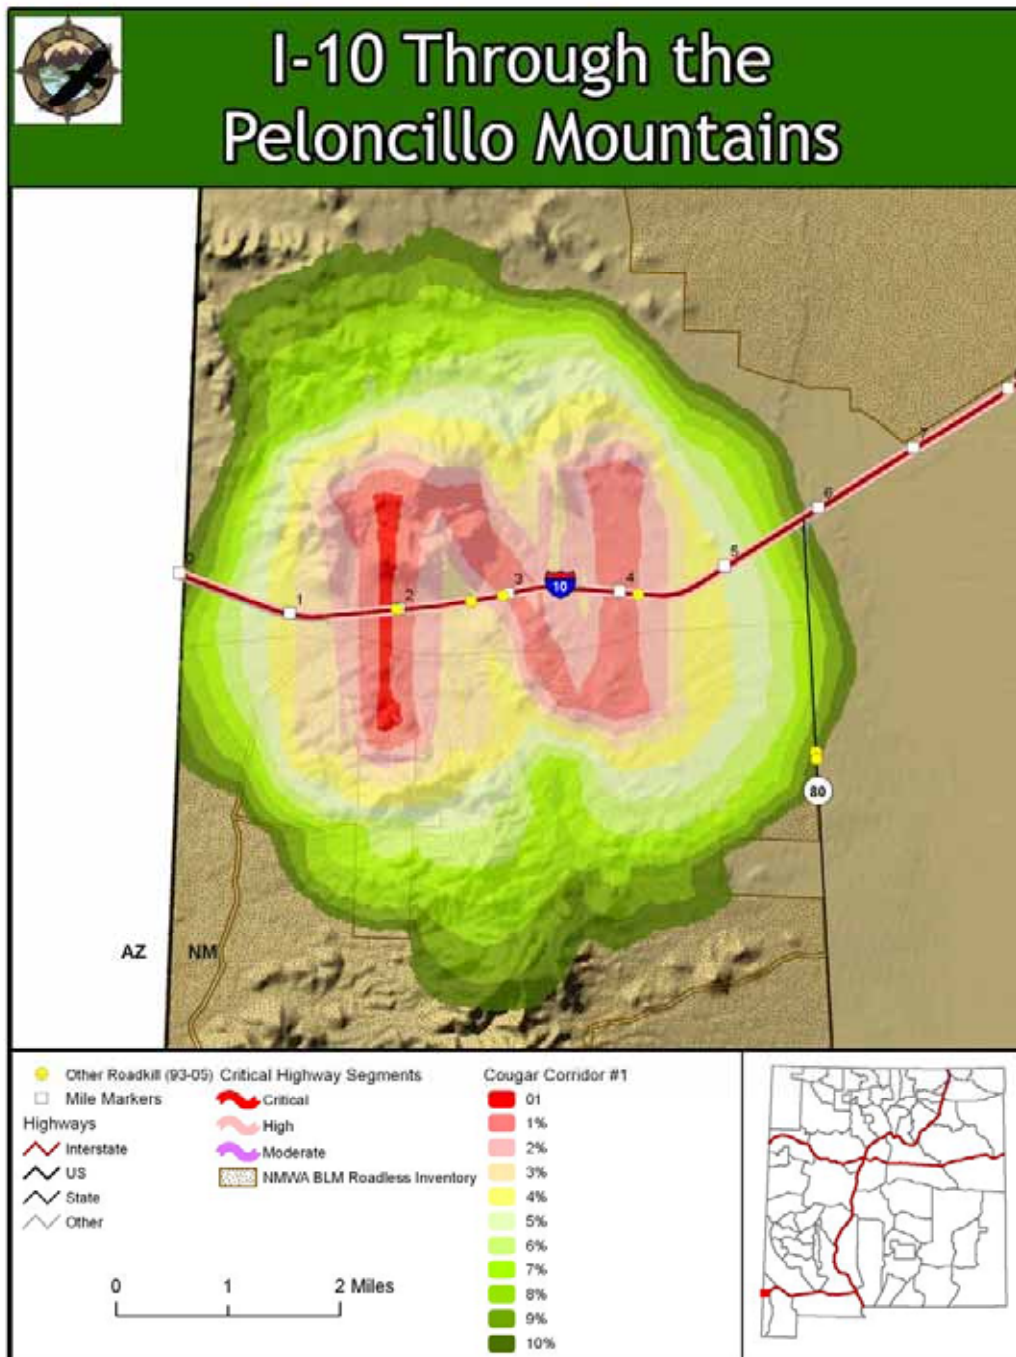 I-10 Through the
Peloncillo Mountains
7
6
5
0
4
3
10
2
1
80
AZ NM
Other Roadkill (93-05)
Mile Markers
Highways
Interstate
US
State
Other
Critical Highway Segments
Critical
High
Moderate
NMWA BLM Roadless Inventory
Cougar Corridor #1
01
1%
2%
3%
4%
5%
6%
7%
8%
9%
10%
0 1 2 Miles